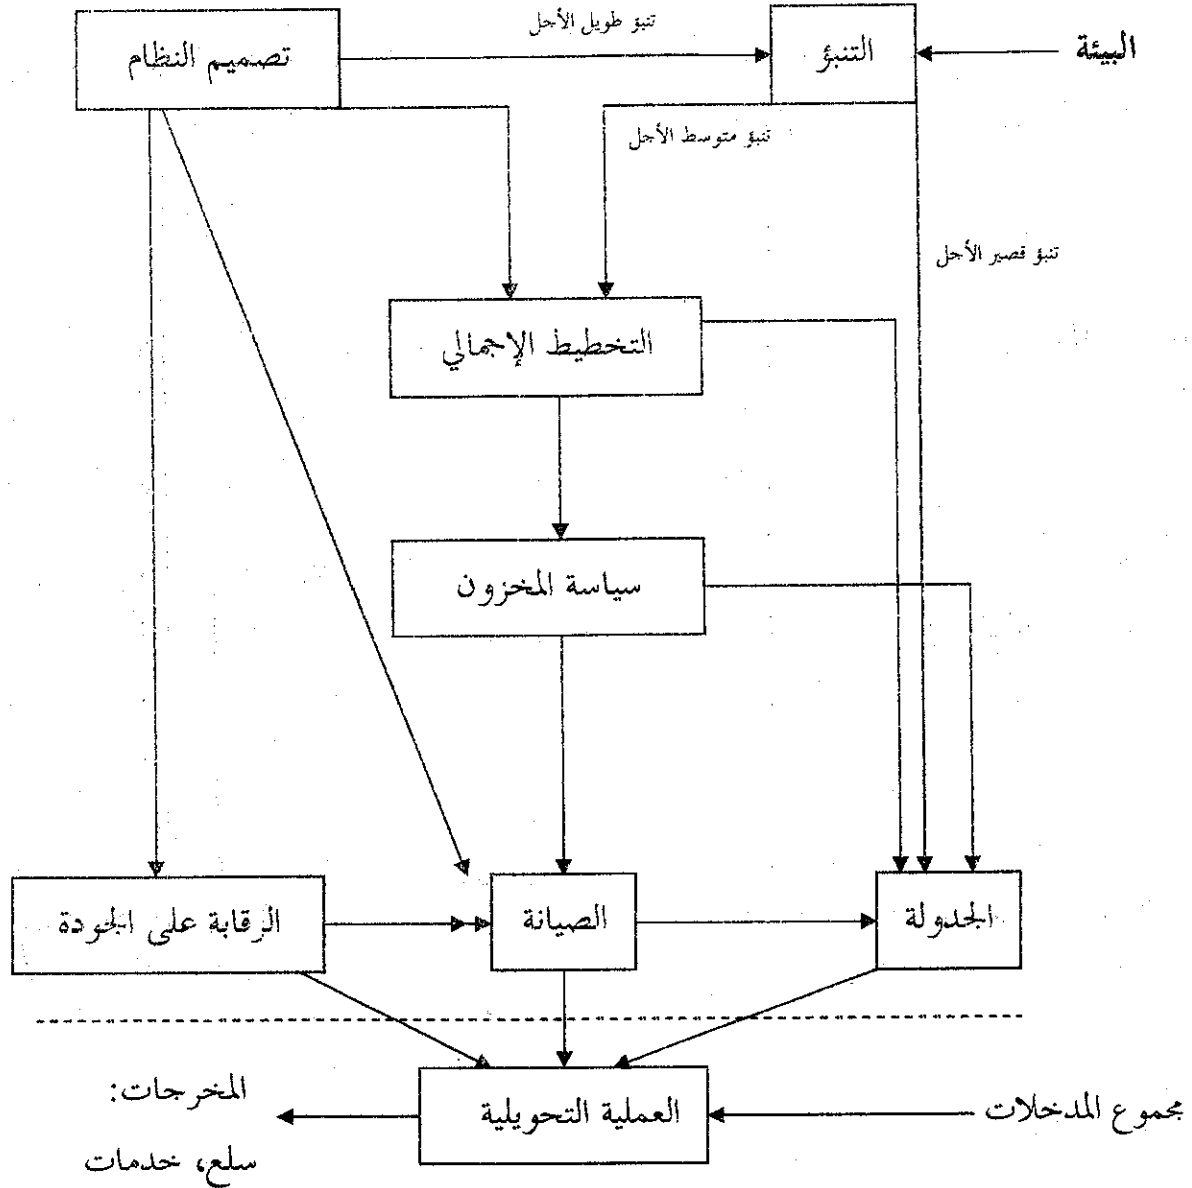 تنبؤ طويل الأجل
البيئة
التنبؤ
تصميم النظام
تنبؤ متوسط الأجل
تنبؤ قصير الأجل
التخطيط الإجمالي
سياسة المخزون
الجدولة
الصيانة
الرقابة على الجودة
مجموع المدخلات
العملية التحويلية
المخرجات:
سلع، خدمات